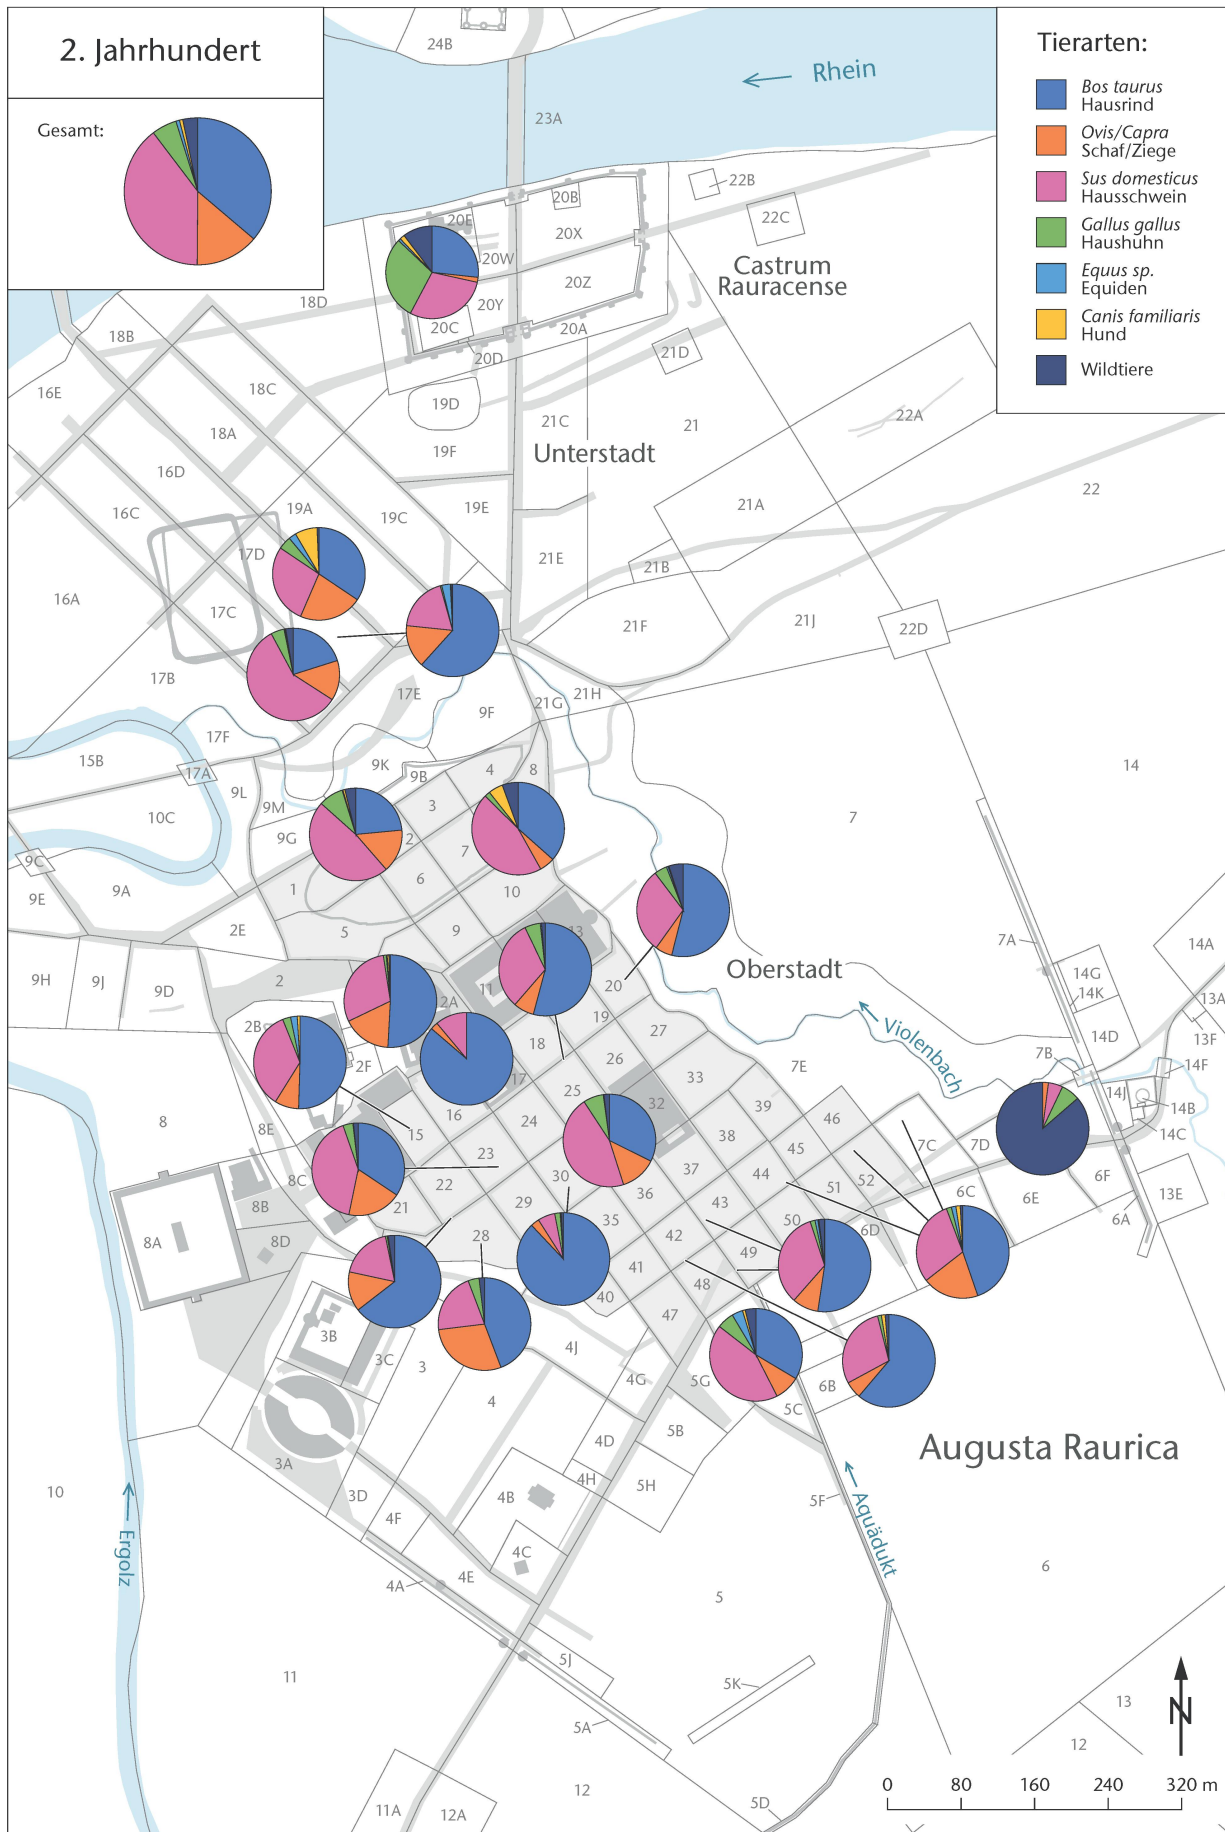 2. Jahrhundert
Gesamt:
Tierarten:
Bos taurus
Hausrind
Ovis/Capra
Schaf/Ziege
Sus domesticus
Hausschwein
Gallus gallus
Haushuhn
Equus sp.
Equiden
Canis familiaris
Hund
Wildtiere
24B
Rhein
23A
22B
20B
20E
22C
20X
20W
Castrum
Rauracense
20Z
18D
20Y
20C
20A
18B
20D
21D
16E
18C
19D
22A
21C
21
18A
Unterstadt
19F
16D
22
21A
19A
19E
16C
19C
17D
21E
21B
16A
17C
21J
21F
22D
17B
17E
21H
21G
9F
17F
15B
9K
14
17A
9B
4
8
9L
9M
3
10C
7
9G
2
7
9C
6
9A
1
10
9E
2E
5
9
13
7A
14A
Oberstadt
9H
9J
9D
2
11
20
14G
14K
2A
13A
19
2B
27
Violenbach
13F
18
26
14D
7B
2F
7E
14F
17
25
33
14J
32
14B
16
24
39
46
8
8E
15
14C
38
7C
7D
45
23
30
37
44
6F
8C
22
52
6C
13E
51
36
6E
8B
29
21
43
6A
35
50
6D
8A
8D
28
42
49
41
48
40
47
3B
4J
3C
3
4G
5G
6B
4
5C
5B
4D
Augusta Raurica
3A
4H
5H
10
3D
4B
5F
Aquädukt
4F
Ergolz
4C
6
4E
4A
5
5J
11
5K
13
5A
N
12
0 80 160 240 320 m
12
5D
11A
12A